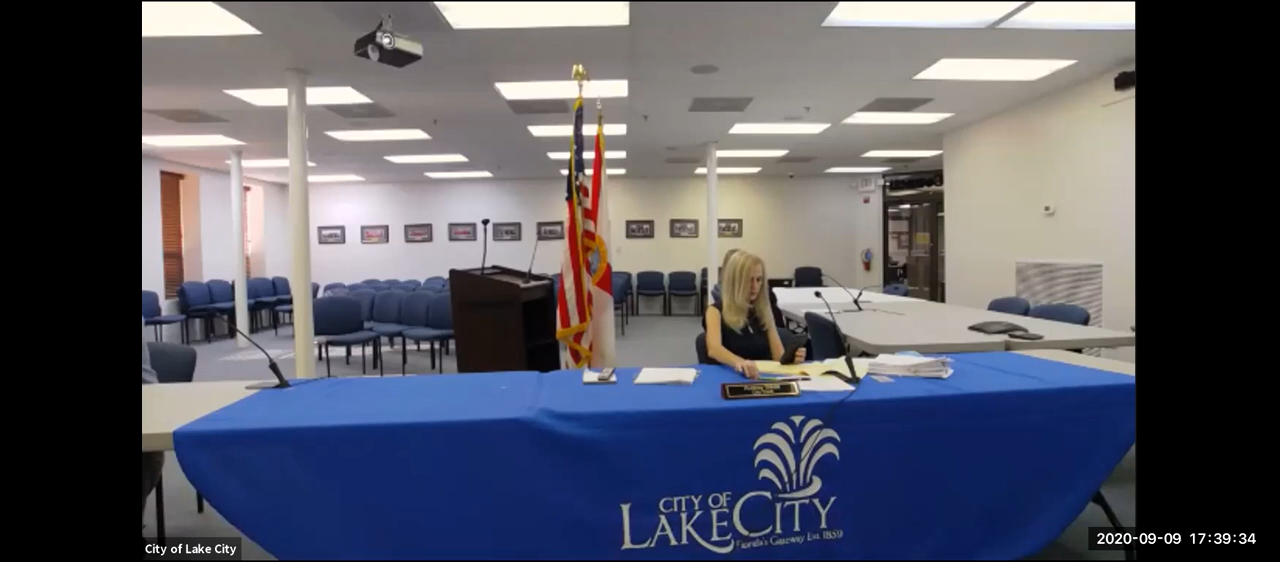 CITY OF
LAKE CITY
Florida's Gateway Est. 1859
City of Lake City
2020-09-09 17:39:34